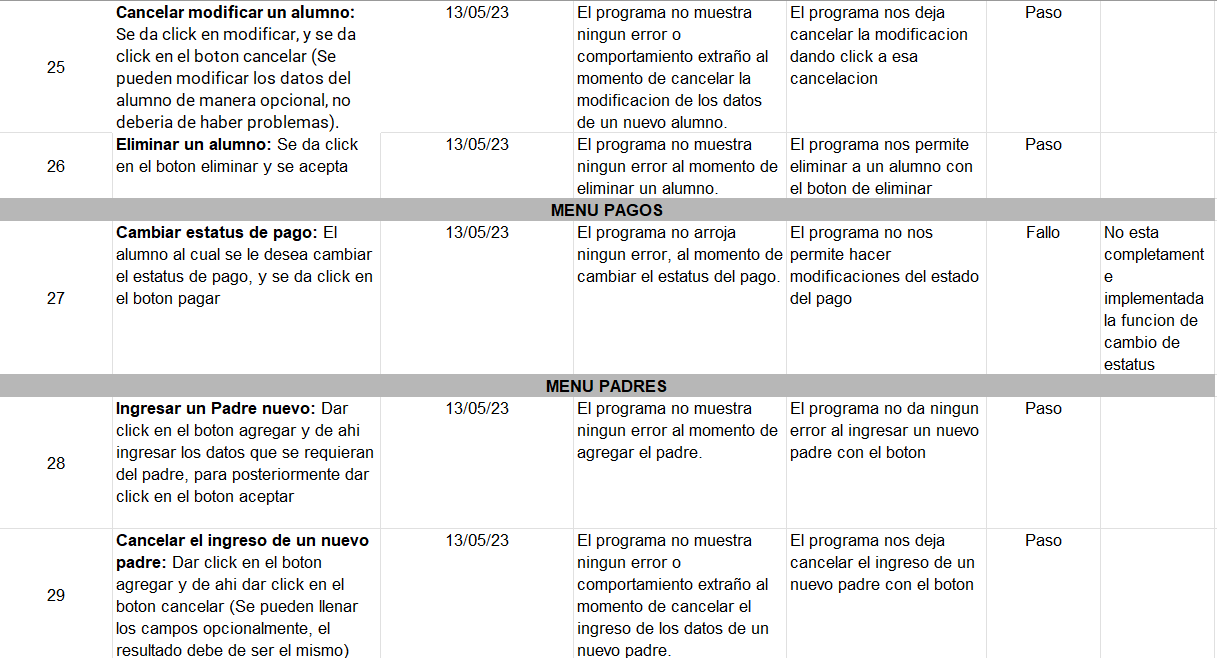 25
Cancelar modificar un alumno:
Se da click en modificar, y se da
click en el boton cancelar (Se
pueden modificar los datos del
alumno de manera opcional, no
deberia de haber problemas).
13/05/23
El programa no muestra
ningun error o
comportamiento extraño al
momento de cancelar la
modificacion de los datos
de un nuevo alumno.
El programa nos deja
cancelar la modificacion
dando click a esa
cancelacion
Paso
26
Eliminar un alumno: Se da click
en el boton eliminar y se acepta
13/05/23
El programa no muestra
ningun error al momento de
eliminar un alumno.
El programa nos permite
eliminar a un alumno con
el boton de eliminar
Paso
MENU PAGOS
27
Cambiar estatus de pago: El
alumno al cual se le desea cambiar
el estatus de pago, y se da click en
el boton pagar
13/05/23
El programa no arroja
ningun error, al momento de
cambiar el estatus del pago.
El programa no nos
permite hacer
modificaciones del estado
del pago
Fallo
No esta
completament
e
implementada
la funcion de
cambio de
estatus
MENU PADRES
28
Ingresar un Padre nuevo: Dar
click en el boton agregar y de ahi
ingresar los datos que se requieran
del padre, para posteriormente dar
click en el boton aceptar
13/05/23
El programa no muestra
ningun error al momento de
agregar el padre.
El programa no da ningun
error al ingresar un nuevo
padre con el boton
Paso
29
Cancelar el ingreso de un nuevo
padre: Dar click en el boton
agregar y de ahi dar click en el
boton cancelar (Se pueden llenar
los campos opcionalmente, el
resultado debe de ser el mismo)
13/05/23
El programa no muestra
ningun error o
comportamiento extraño al
momento de cancelar el
ingreso de los datos de un
nuevo padre.
El programa nos deja
cancelar el ingreso de un
nuevo padre con el boton
Paso